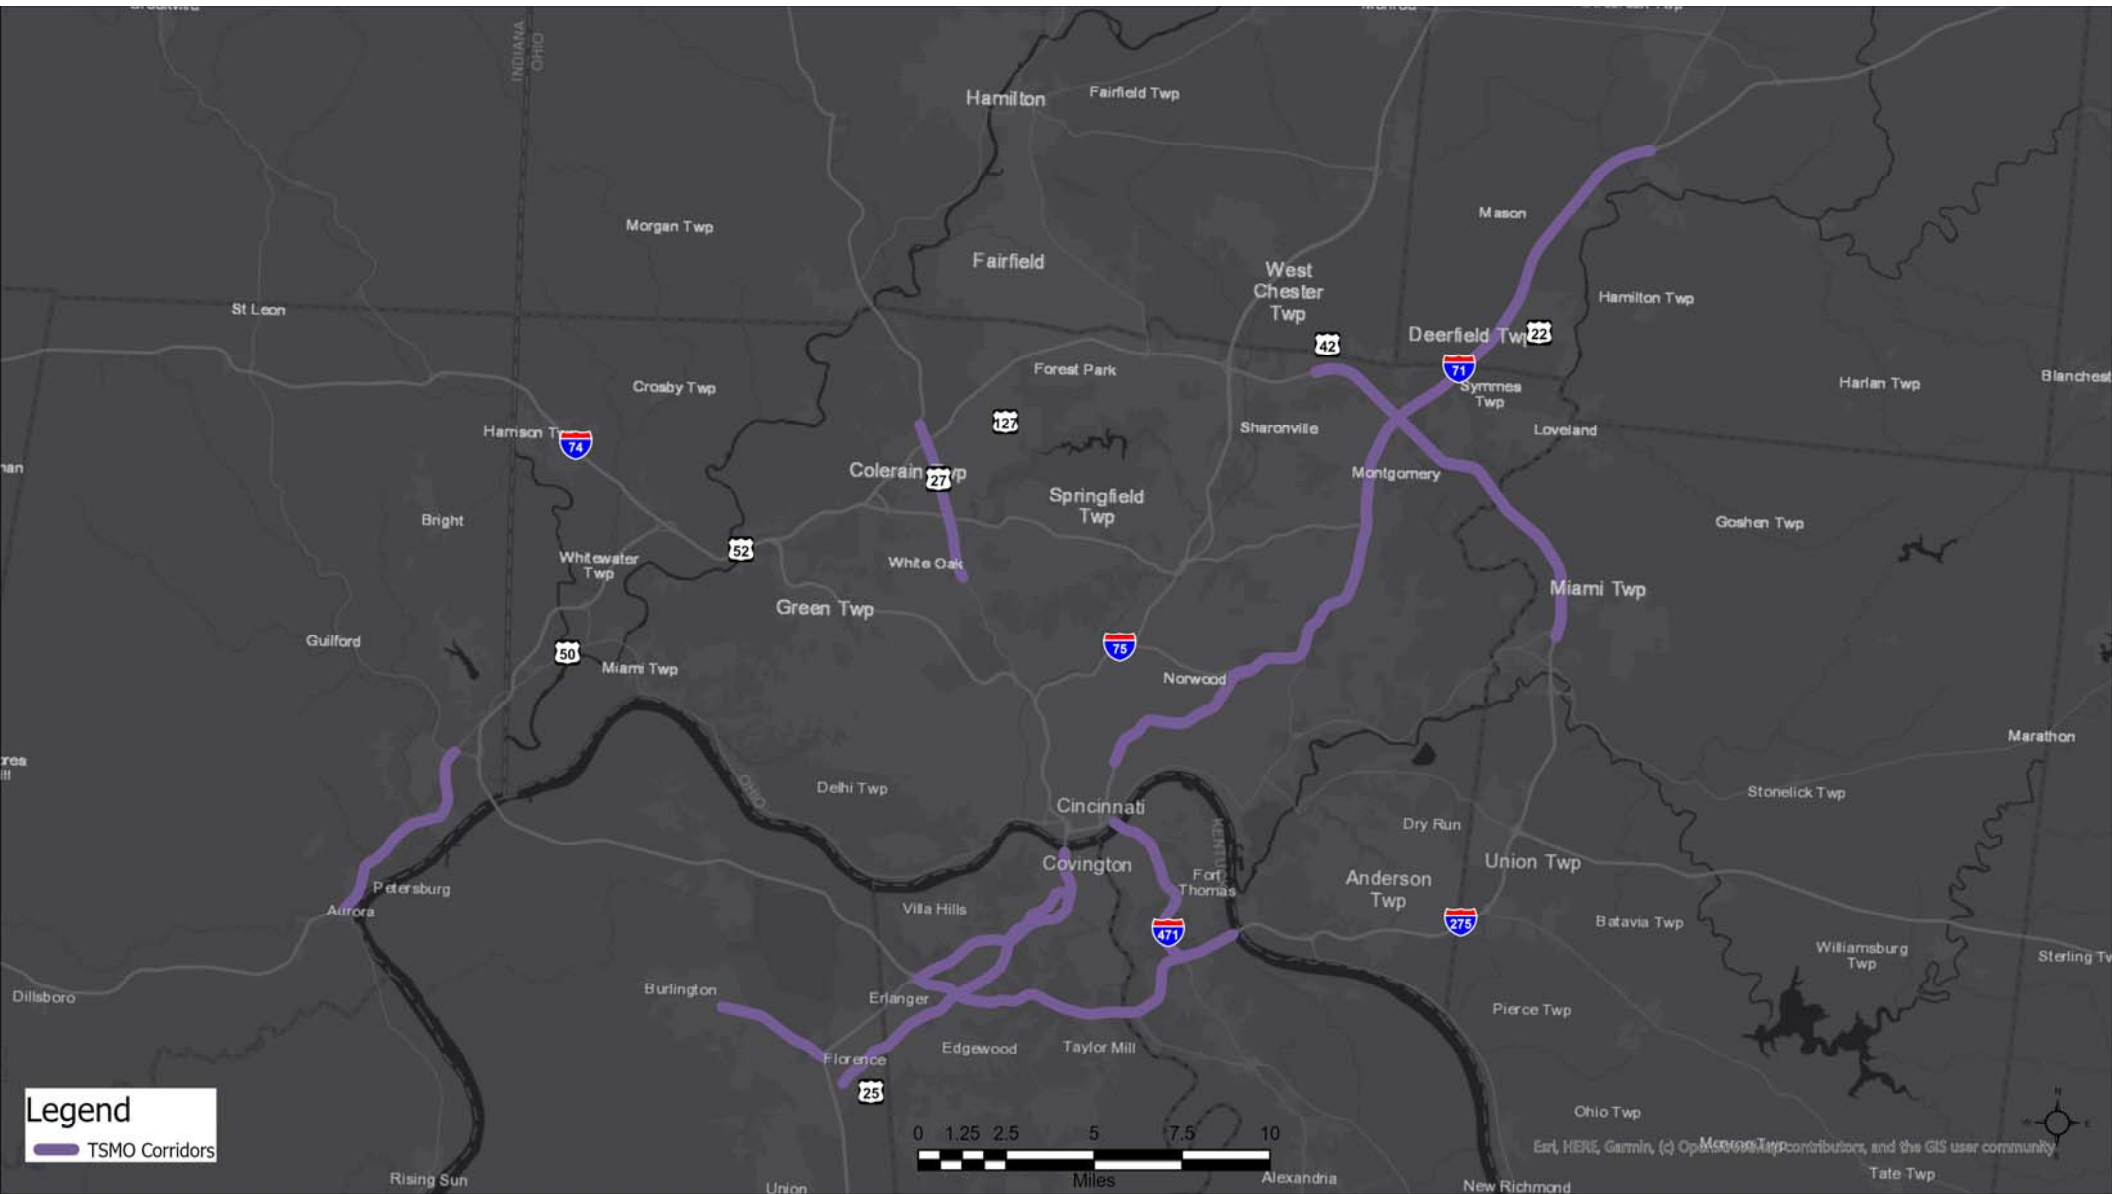 INDIANA
OHIO
Hamilton
Fairfield Twp
Morgan Twp
Mason
Fairfield
West
Chester
Twp
Hamilton Twp
St Leon
Deerfield Twp
22
42
Forest Park
71
Symmes
Twp
Crosby Twp
Harlan Twp
127
Sharonville
Loveland
74
Colerain Twp
27
Montgomery
Springfield
Twp
Bright
Goshen Twp
52
Whitewater
Twp
White Oak
Green Twp
Miami Twp
Guilford
50
Miami Twp
75
Norwood
Marathon
OHIO
Delhi Twp
Stonelick Twp
Cincinnati
Dry Run
Covington
Union Twp
Fort
Thomas
Anderson
Twp
Petersburg
Aurora
Villa Hills
471
275
Batavia Twp
Williamsburg
Twp
Dillsboro
Burlington
Erlanger
Pierce Twp
Edgewood
Taylor Mill
Florence
25
Legend
TSMO Corridors
0 1.25 2.5 5 7.5 10
Miles
N
E
Ohio Twp
Rising Sun
Union
Alexandria
New Richmond
Tate Twp